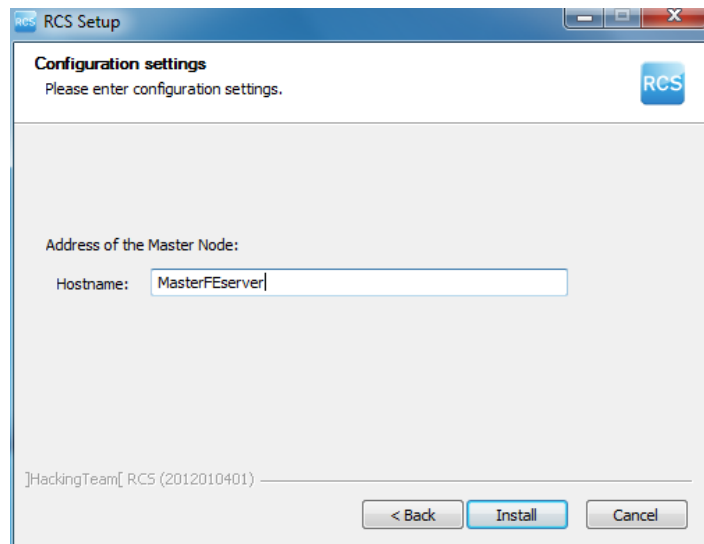 RCS RCS Setup
Configuration settings
Please enter configuration settings.
RCS
Address of the Master Node:
Hostname: MasterFEserver
]HackingTeam[ RCS (2012010401)
< Back Install Cancel